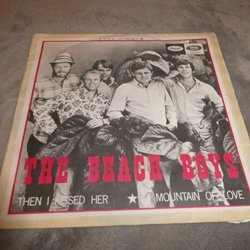 THE BEACH BOYS
THEN I KISSED HER ★ MOUNTAIN OF LOVE